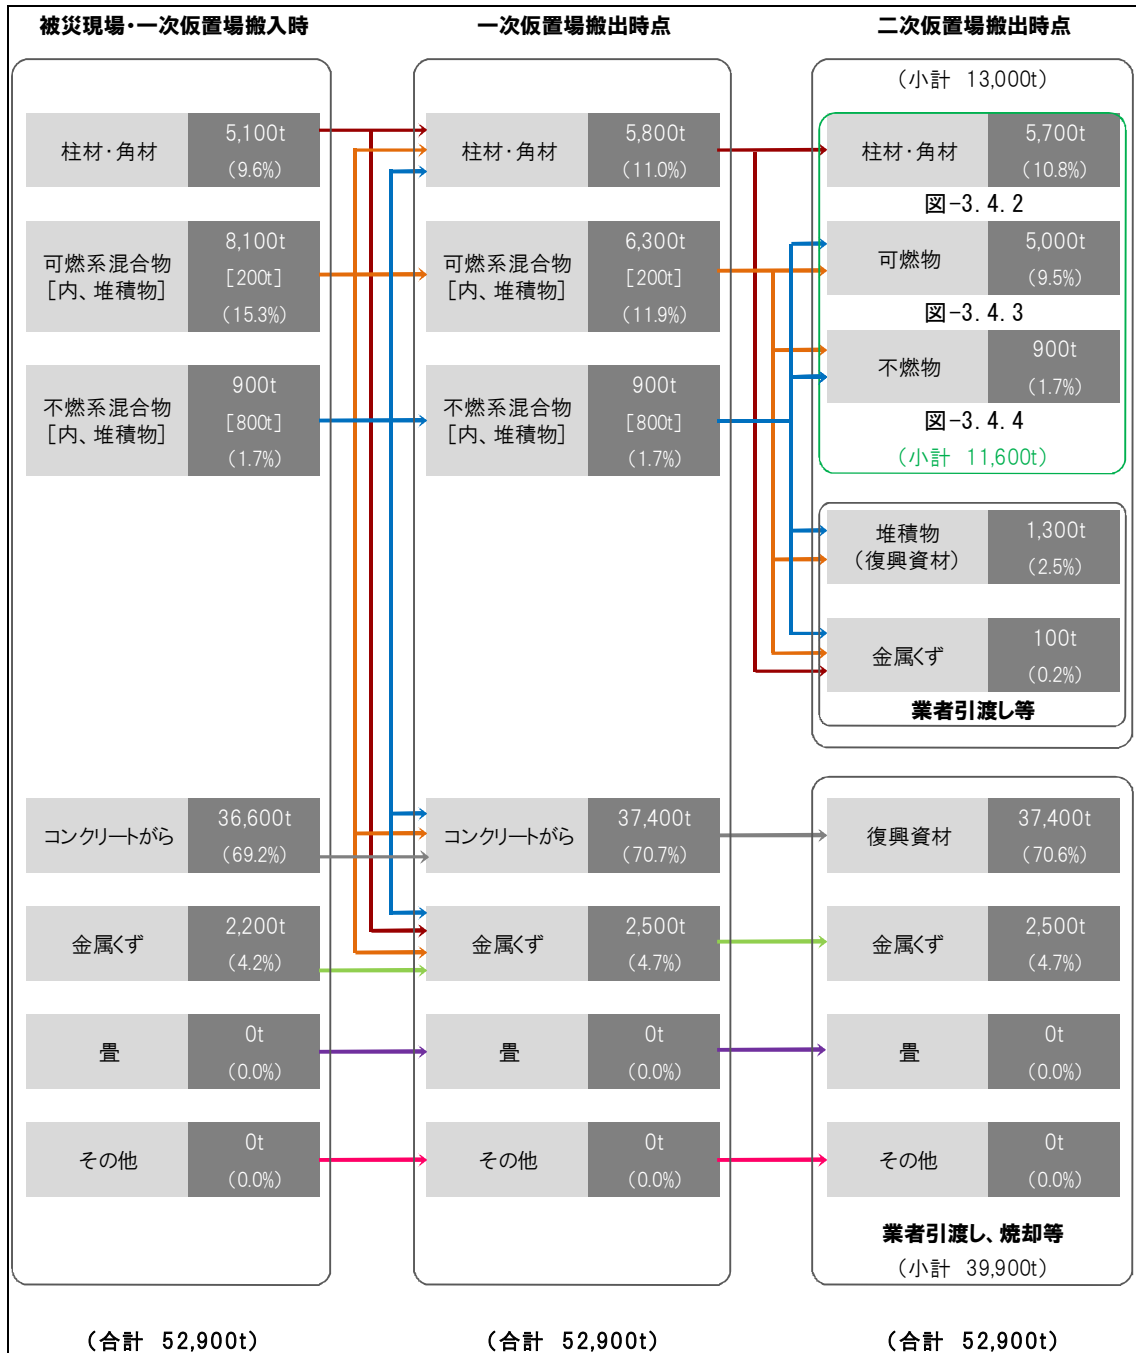 被災現場・一次仮置場搬入時
柱材・角材
5,100t
(9.6%)
可燃系混合物
[内、堆積物]
8,100t
[200t]
(15.3%)
不燃系混合物
[内、堆積物]
900t
[800t]
(1.7%)
コンクリートがら
36,600t
(69.2%)
金属くず
2,200t
(4.2%)
畳
0t
(0.0%)
その他
0t
(0.0%)
(合計 52,900t)
一次仮置場搬出時点
柱材・角材
5,800t
(11.0%)
可燃系混合物
[内、堆積物]
6,300t
[200t]
(11.9%)
不燃系混合物
[内、堆積物]
900t
[800t]
(1.7%)
コンクリートがら
37,400t
(70.7%)
金属くず
2,500t
(4.7%)
畳
0t
(0.0%)
その他
0t
(0.0%)
(合計 52,900t)
二次仮置場搬出時点
(小計 13,000t)
柱材・角材
5,700t
(10.8%)
図-3.4.2
可燃物
5,000t
(9.5%)
図-3.4.3
不燃物
900t
(1.7%)
図-3.4.4
(小計 11,600t)
堆積物
(復興資材)
1,300t
(2.5%)
金属くず
100t
(0.2%)
業者引渡し等
復興資材
37,400t
(70.6%)
金属くず
2,500t
(4.7%)
畳
0t
(0.0%)
その他
0t
(0.0%)
業者引渡し、焼却等
(小計 39,900t)
(合計 52,900t)